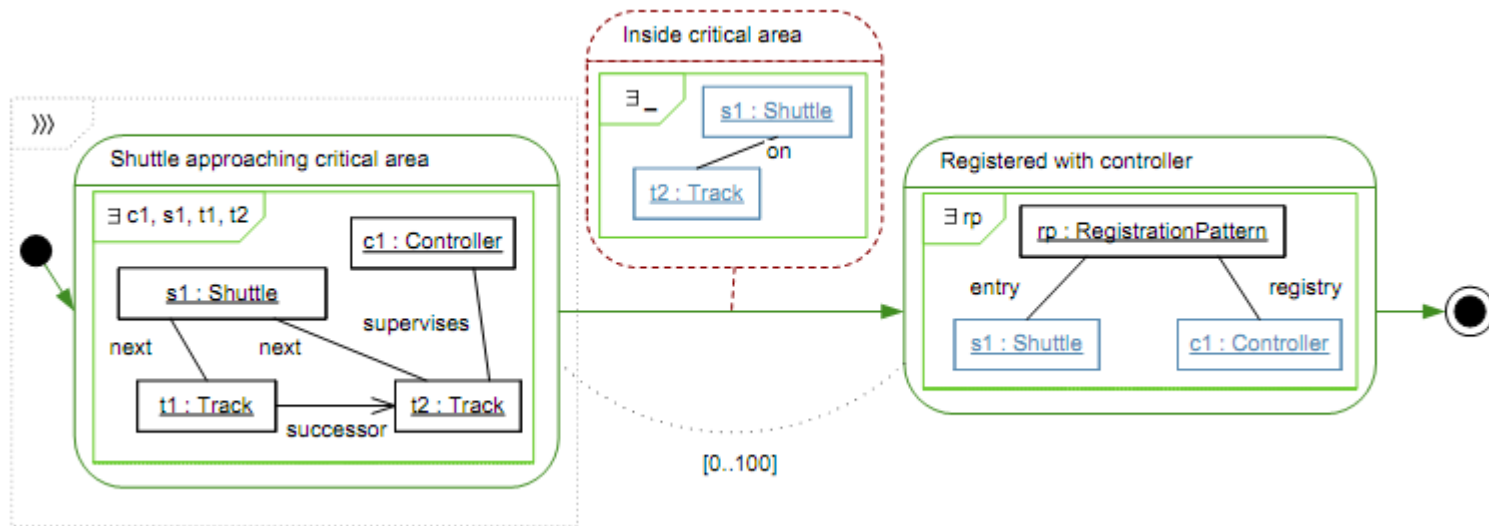 Inside critical area
∃ _
s1 : Shuttle
on
t2 : Track
⟩⟩⟩
Shuttle approaching critical area
∃ c1, s1, t1, t2
c1 : Controller
s1 : Shuttle
supervises
next
next
t1 : Track
t2 : Track
successor
Registered with controller
∃ rp
rp : RegistrationPattern
entry
registry
s1 : Shuttle
c1 : Controller
[0..100]